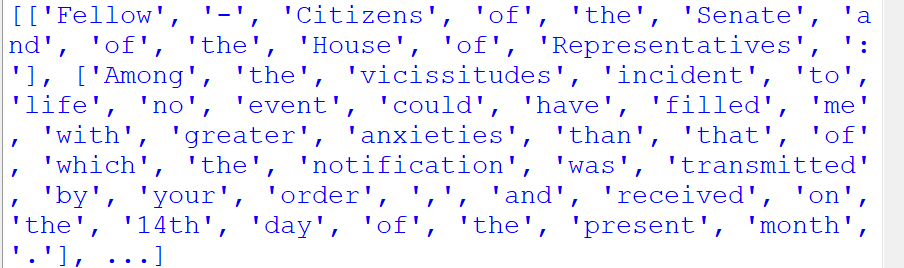 [['Fellow', '-', 'Citizens', 'of', 'the', 'Senate', 'a
nd', 'of', 'the', 'House', 'of', 'Representatives', ':
'], ['Among', 'the', 'vicissitudes', 'incident', 'to',
'life', 'no', 'event', 'could', 'have', 'filled', 'me'
, 'with', 'greater', 'anxieties', 'than', 'that', 'of'
, 'which', 'the', 'notification', 'was', 'transmitted'
, 'by', 'your', 'order', ',', 'and', 'received', 'on',
'the', '14th', 'day', 'of', 'the', 'present', 'month',
'.'], ...]